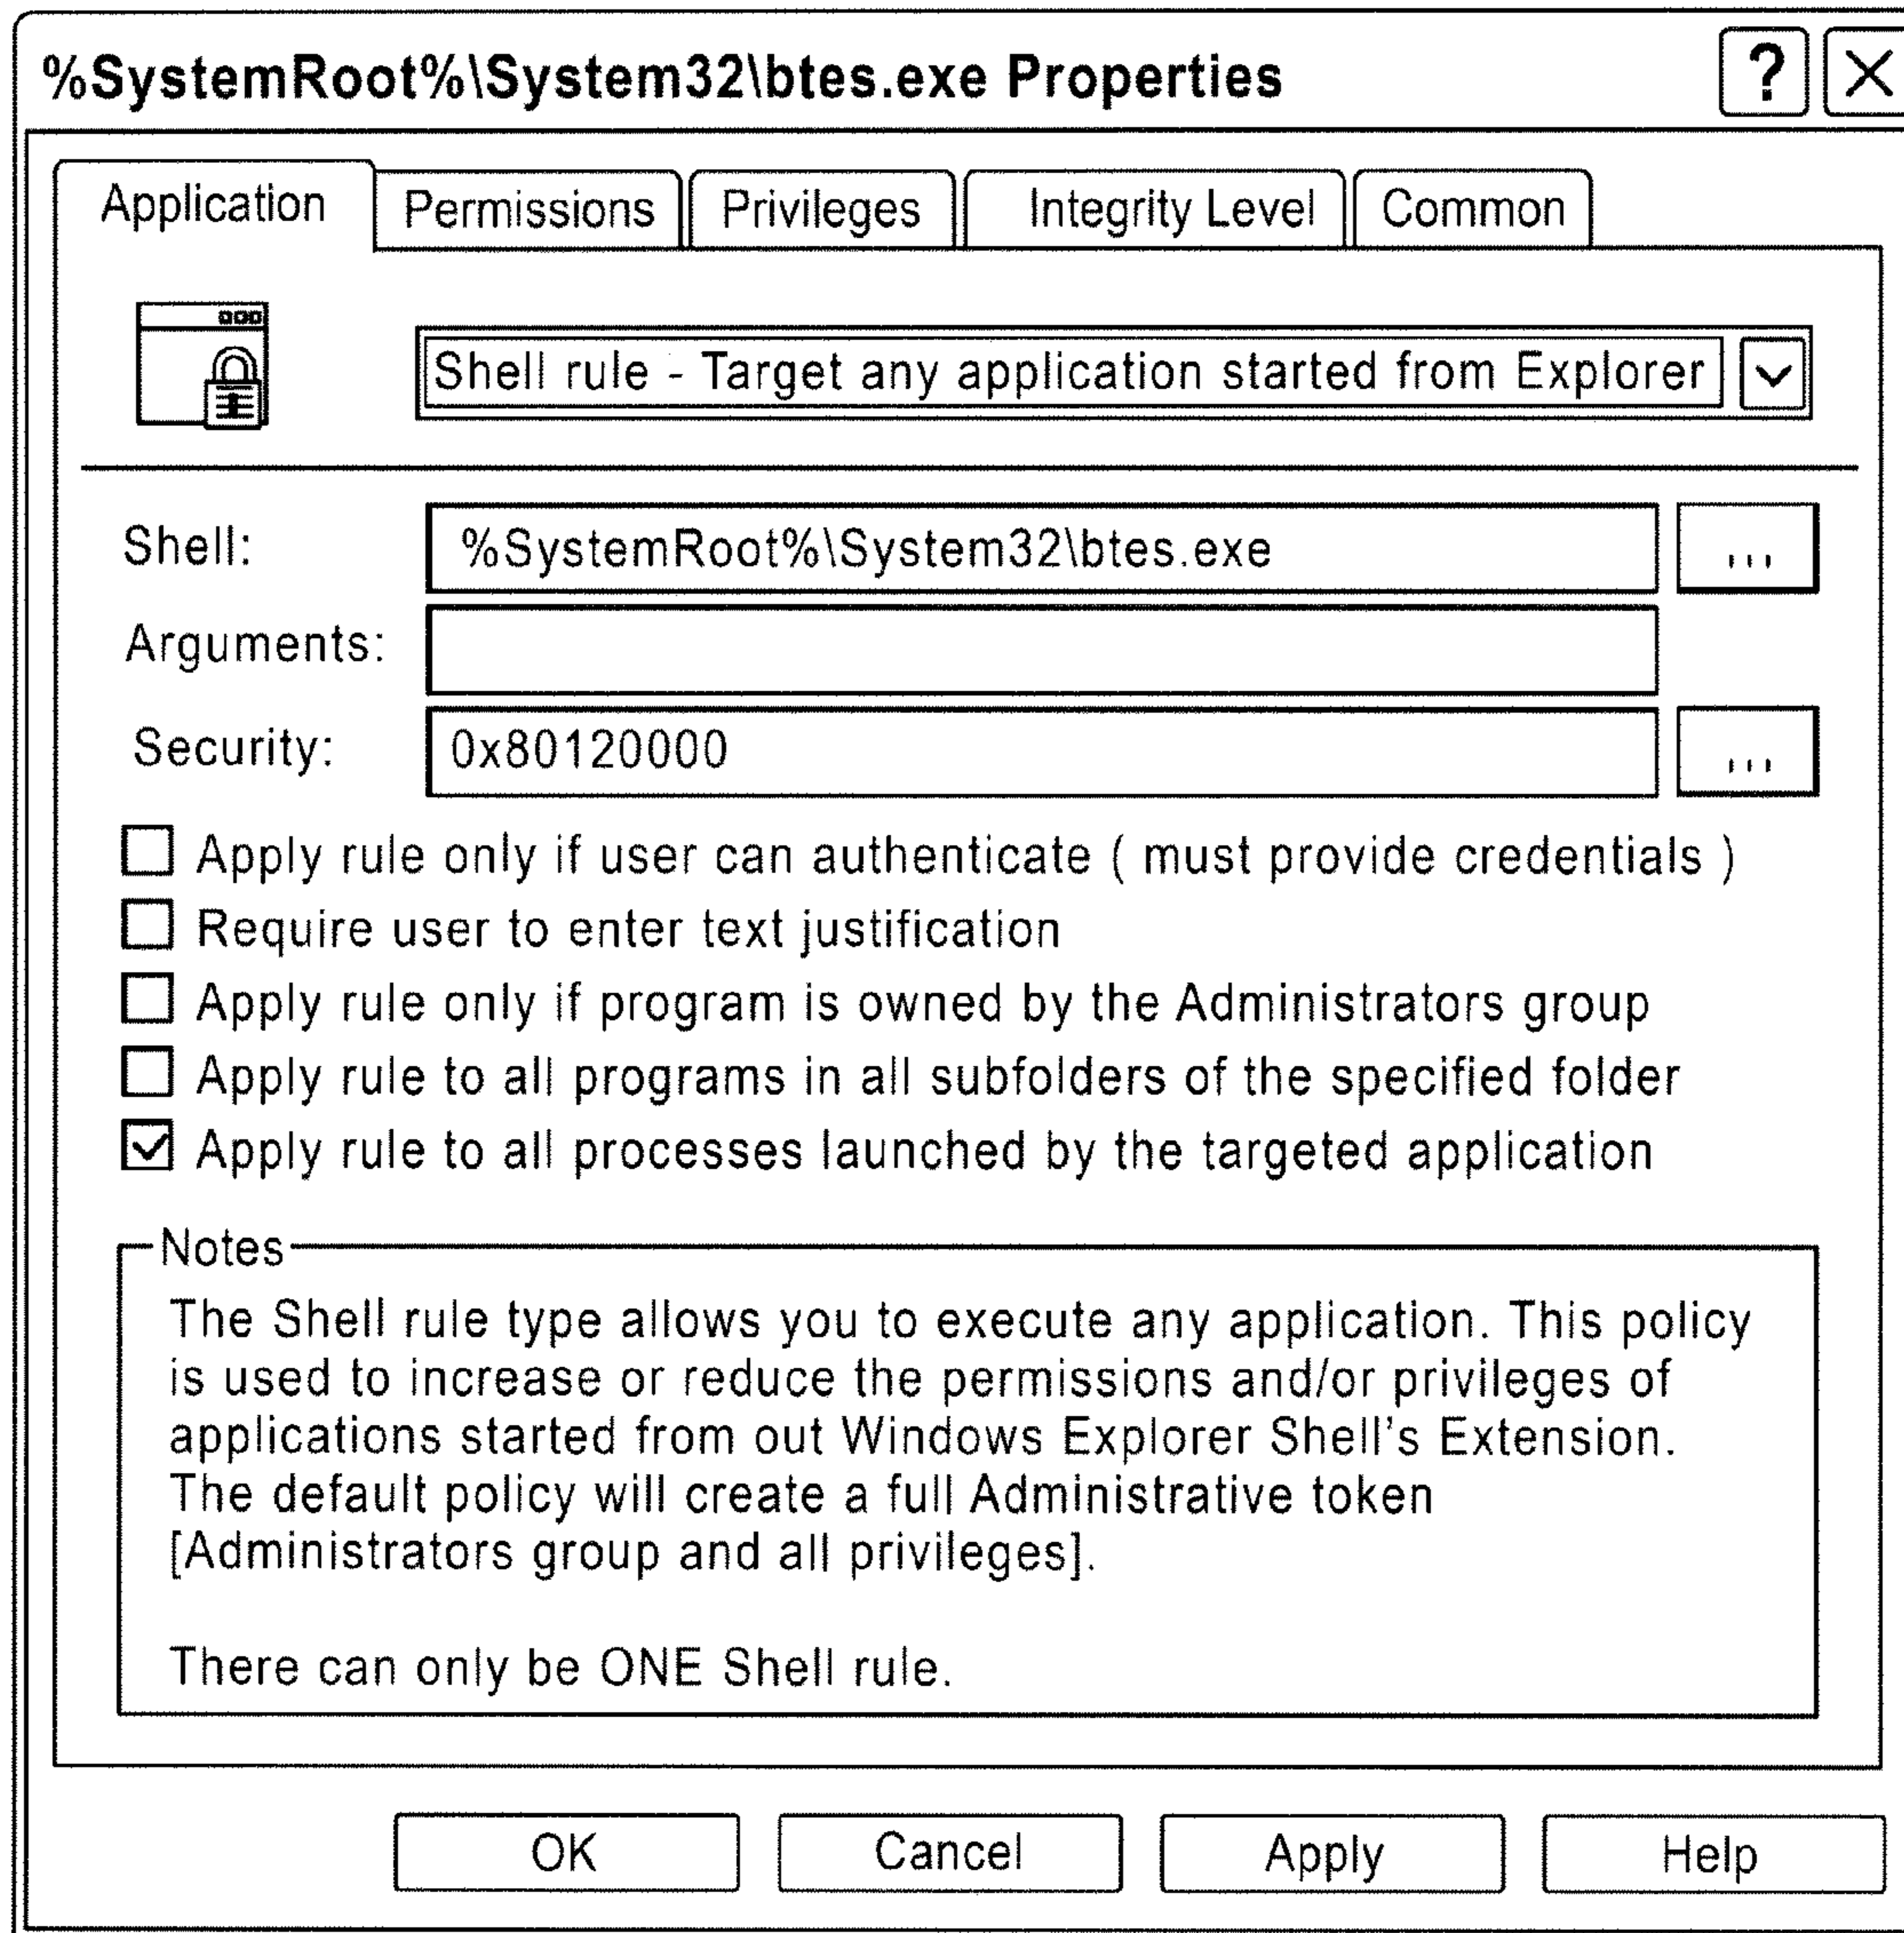 %SystemRoot%\System32\btes.exe Properties ? X
Application Permissions Privileges Integrity Level Common
Shell rule - Target any application started from Explorer
Shell: %SystemRoot%\System32\btes.exe ...
Arguments:
Security: 0x80120000 ...
Apply rule only if user can authenticate ( must provide credentials )
Require user to enter text justification
Apply rule only if program is owned by the Administrators group
Apply rule to all programs in all subfolders of the specified folder
Apply rule to all processes launched by the targeted application
Notes
The Shell rule type allows you to execute any application. This policy
is used to increase or reduce the permissions and/or privileges of
applications started from out Windows Explorer Shell's Extension.
The default policy will create a full Administrative token
[Administrators group and all privileges].
There can only be ONE Shell rule.
OK Cancel Apply Help